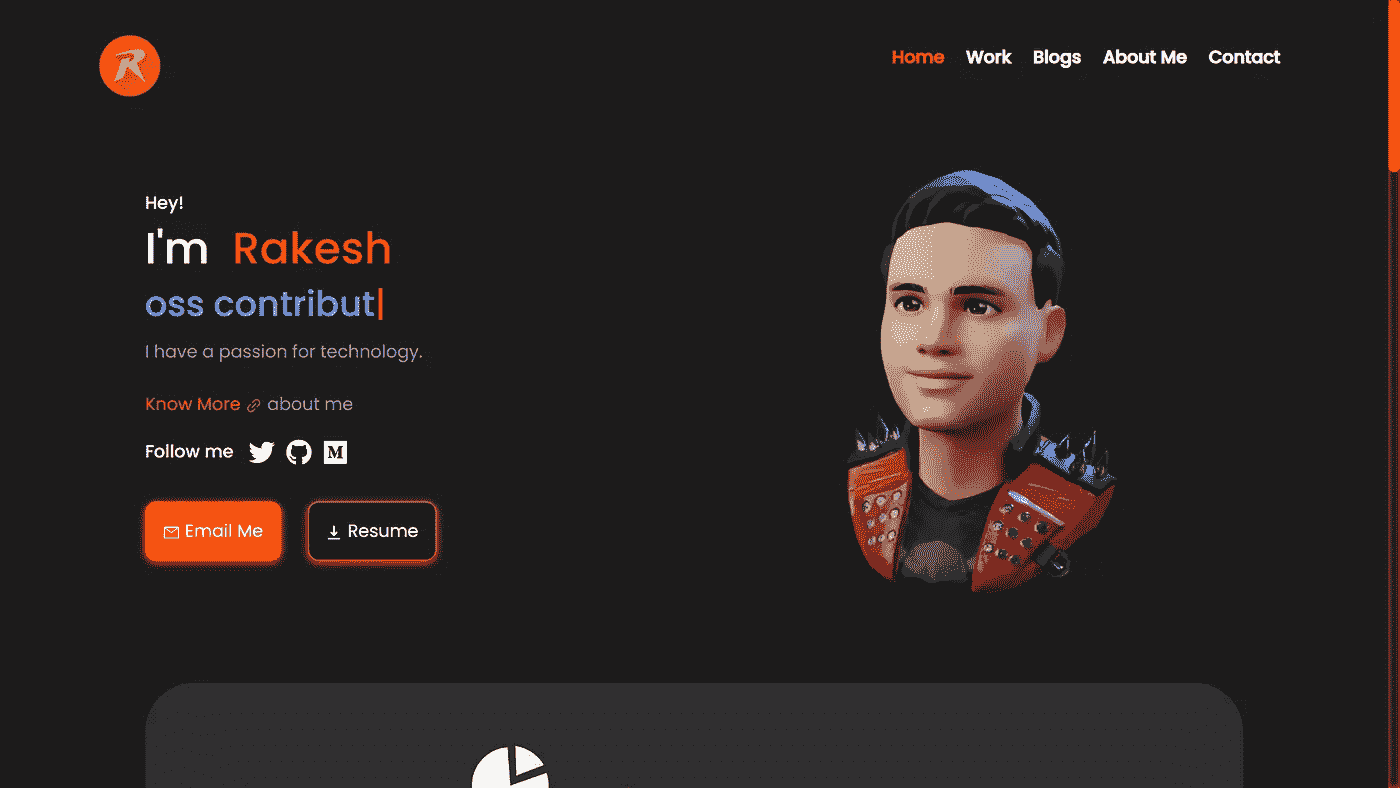 R
Home Work Blogs About Me Contact
Hey!
I'm Rakesh
oss contribut
I have a passion for technology.
Know More about me
Follow me M
Email Me Resume